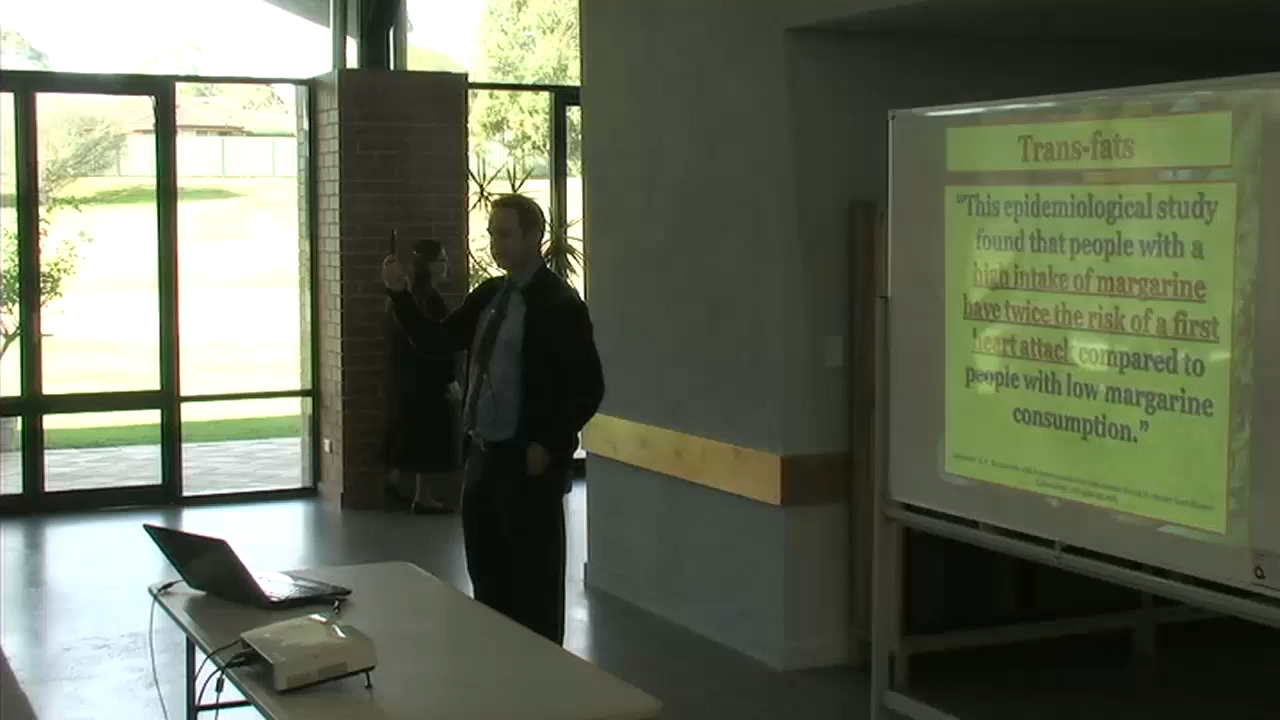 Trans-fats
“This epidemiological study
found that people with a
high intake of margarine
have twice the risk of a first
heart attack compared to
people with low margarine
consumption.”